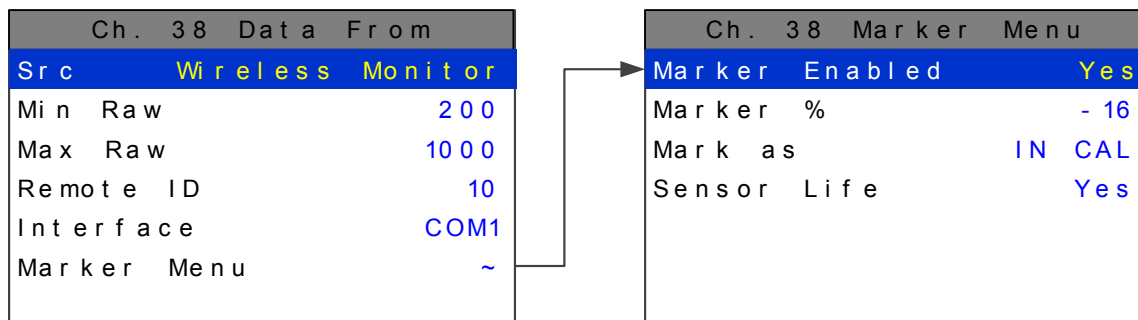 Ch. 38 Data From
Src Wireless Monitor
Min Raw 200
Max Raw 1000
Remote ID 10
Interface COM1
Marker Menu ~
Ch. 38 Marker Menu
Marker Enabled Yes
Marker % -16
Mark as IN CAL
Sensor Life Yes